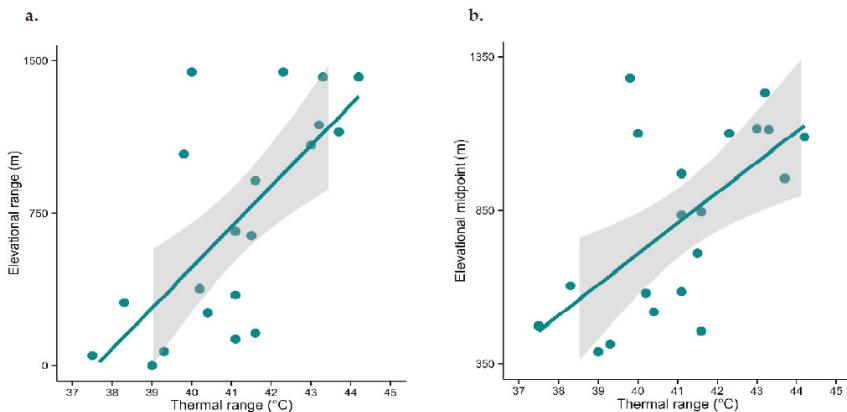 a.
1500
750
0
Elevational range (m)
37 38 39 40 41 42 43 44 45
Thermal range (°C)
b.
1350
850
350
Elevational midpoint (m)
37 38 39 40 41 42 43 44 45
Thermal range (°C)